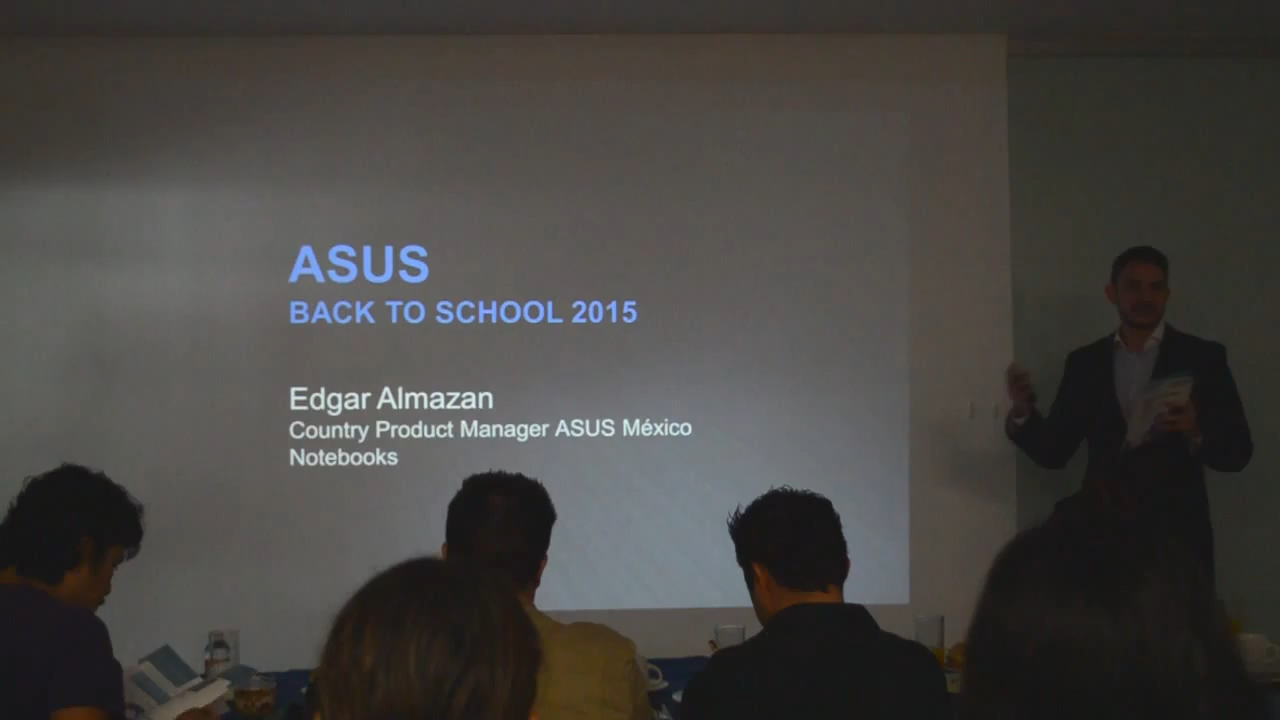 ASUS
BACK TO SCHOOL 2015
Edgar Almazan
Country Product Manager ASUS México
Notebooks